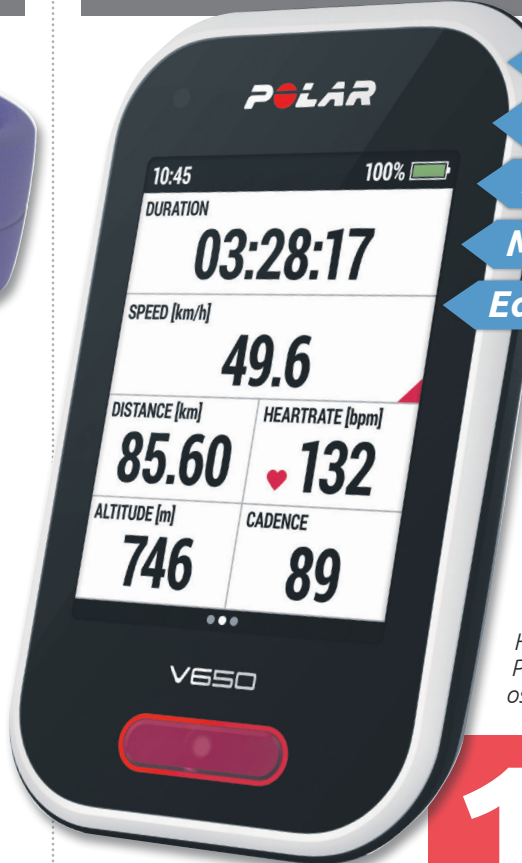 POLAR
10:45 100%
DURATION
03:28:17
SPEED [km/h]
49.6
DISTANCE [km] HEARTRATE [bpm]
85.60 132
ALTITUDE [m] CADENCE
746 89
V650
1